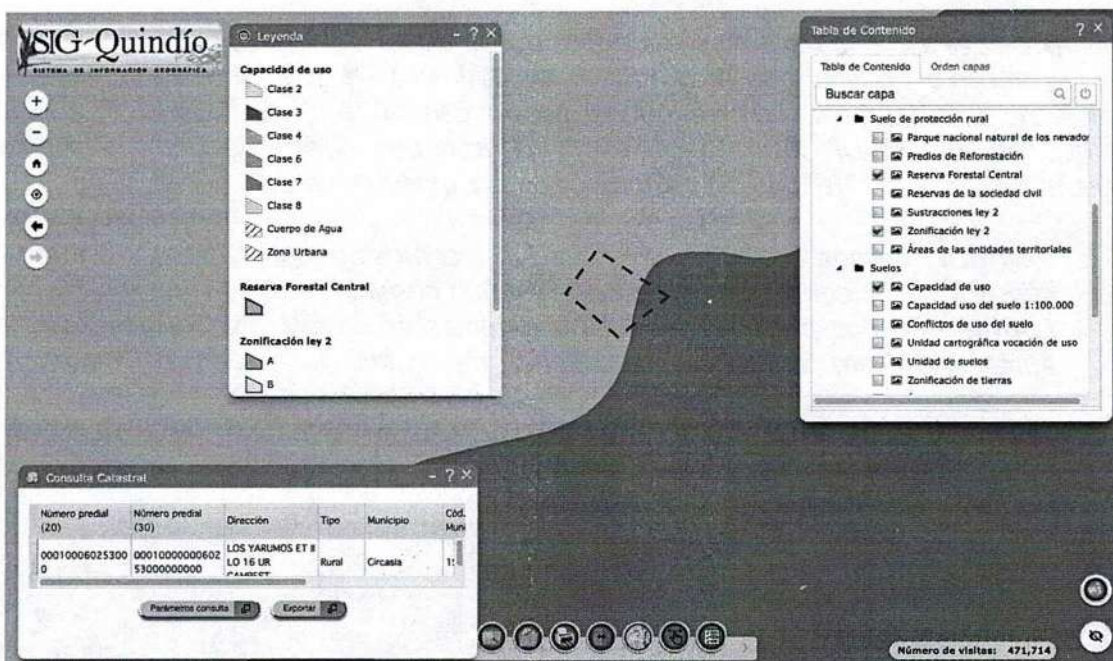 SIG-Quindío
SISTEMA DE INFORMACIÓN GEOGRÁFICA
Leyenda
Capacidad de uso
Clase 2
Clase 3
Clase 4
Clase 6
Clase 7
Clase 8
Cuerpo de Agua
Zona Urbana
Reserva Forestal Central
Zonificación ley 2
A
B
Tabla de Contenido
Tabla de Contenido
Orden capas
Buscar capa
Suelo de protección rural
Parque nacional natural de los nevador
Predios de Reforestación
Reserva Forestal Central
Reservas de la sociedad civil
Sustracciones ley 2
Zonificación ley 2
Áreas de las entidades territoriales
Suelos
Capacidad de uso
Capacidad uso del suelo 1:100.000
Conflictos de uso del suelo
Unidad cartográfica vocación de uso
Unidad de suelos
Zonificación de tierras
Consulta Catastral
Número predial (20)
Número predial (30)
Dirección
Tipo
Municipio
Cód. Muni
00010006025300
0
00010000000602
53000000000
LOS YARUMOS ET II
LO 16 UR
CAMPEST
Rural
Circasia
Parámetros consulta
Exportar
Número de visitas: 471,714